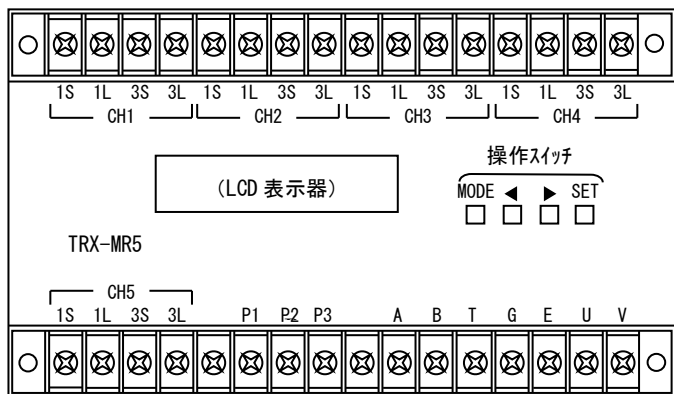 1S 1L 3S 3L 1S 1L 3S 3L 1S 1L 3S 3L 1S 1L 3S 3L
CH1 CH2 CH3 CH4
操作スイッチ
(LCD 表示器)
MODE ◀ ▶ SET
TRX-MR5
CH5
1S 1L 3S 3L P1 P2 P3 A B T G E U V